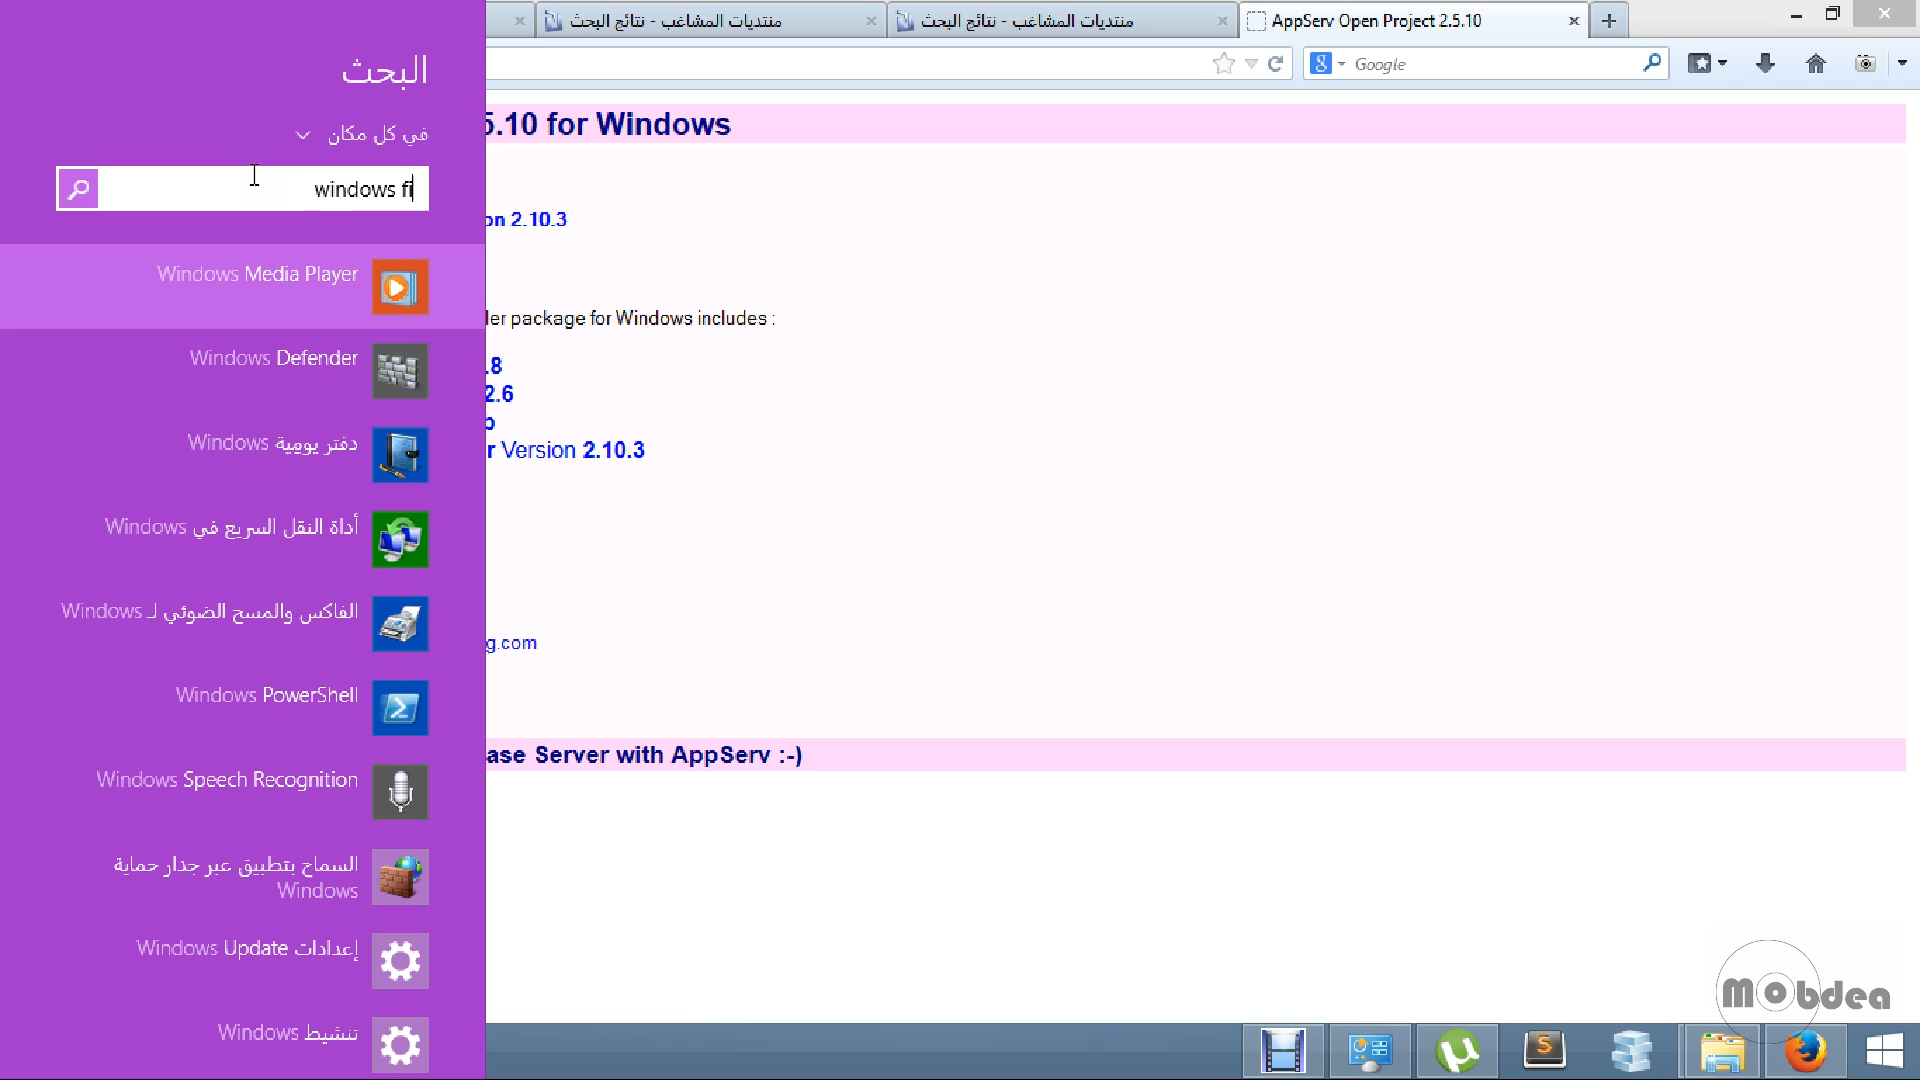 البحث
في كل مكان
windows fi
Windows Media Player
Windows Defender
دفتر يومية Windows
أداة النقل السريع في Windows
الفاكس والمسح الضوئي لـ Windows
Windows PowerShell
Windows Speech Recognition
السماح بتطبيق عبر جدار حماية
Windows
إعدادات Windows Update
تنشيط Windows
منتديات المشاغب - نتائج البحث
منتديات المشاغب - نتائج البحث
AppServ Open Project 2.5.10
Google
5.10 for Windows
on 2.10.3
ler package for Windows includes :
.8
2.6
p
r Version 2.10.3
g.com
ase Server with AppServ :-)
Mobdea